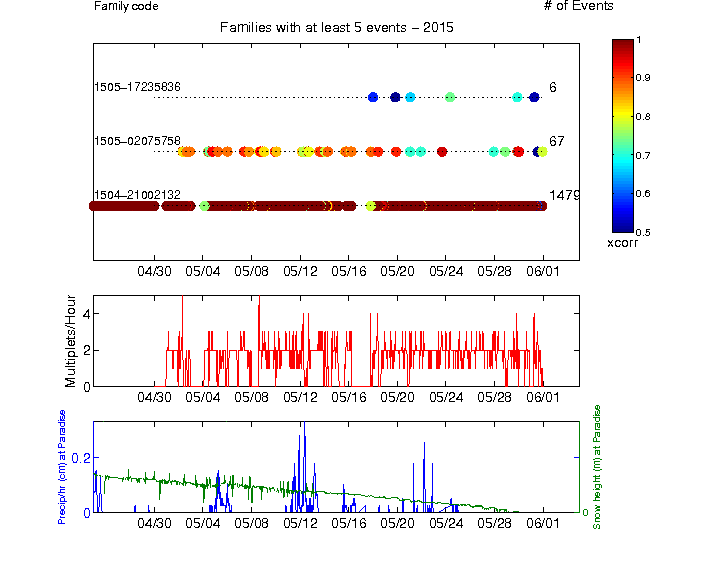 Family code
# of Events
Families with at least 5 events – 2015
1505–17235836
6
1505–02075758
67
1504–21002132
1479
04/30 05/04 05/08 05/12 05/16 05/20 05/24 05/28 06/01
1
0.9
0.8
0.7
0.6
0.5
xcorr
Multiplets/Hour
4
2
0
04/30 05/04 05/08 05/12 05/16 05/20 05/24 05/28 06/01
Precip/hr (cm) at Paradise
0.2
0
04/30 05/04 05/08 05/12 05/16 05/20 05/24 05/28 06/01
0
Snow height (m) at Paradise